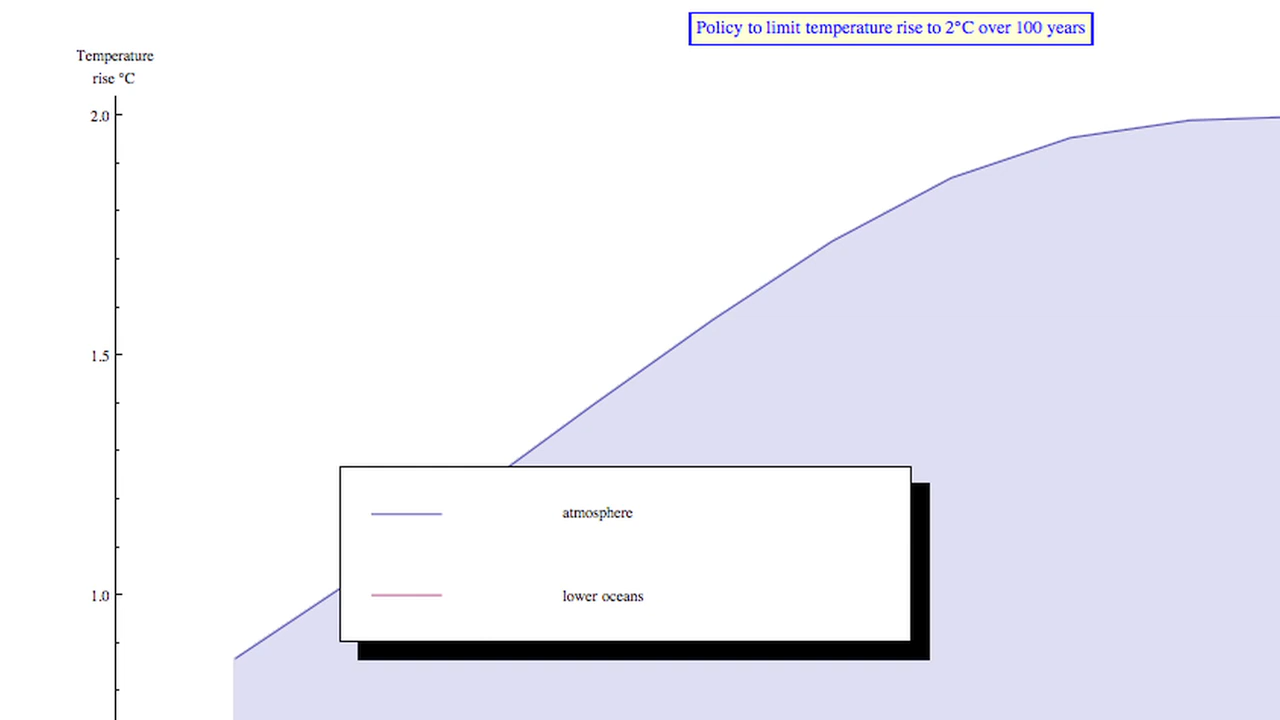 Policy to limit temperature rise to 2°C over 100 years
Temperature
rise °C
2.0
1.5
1.0
atmosphere
lower oceans